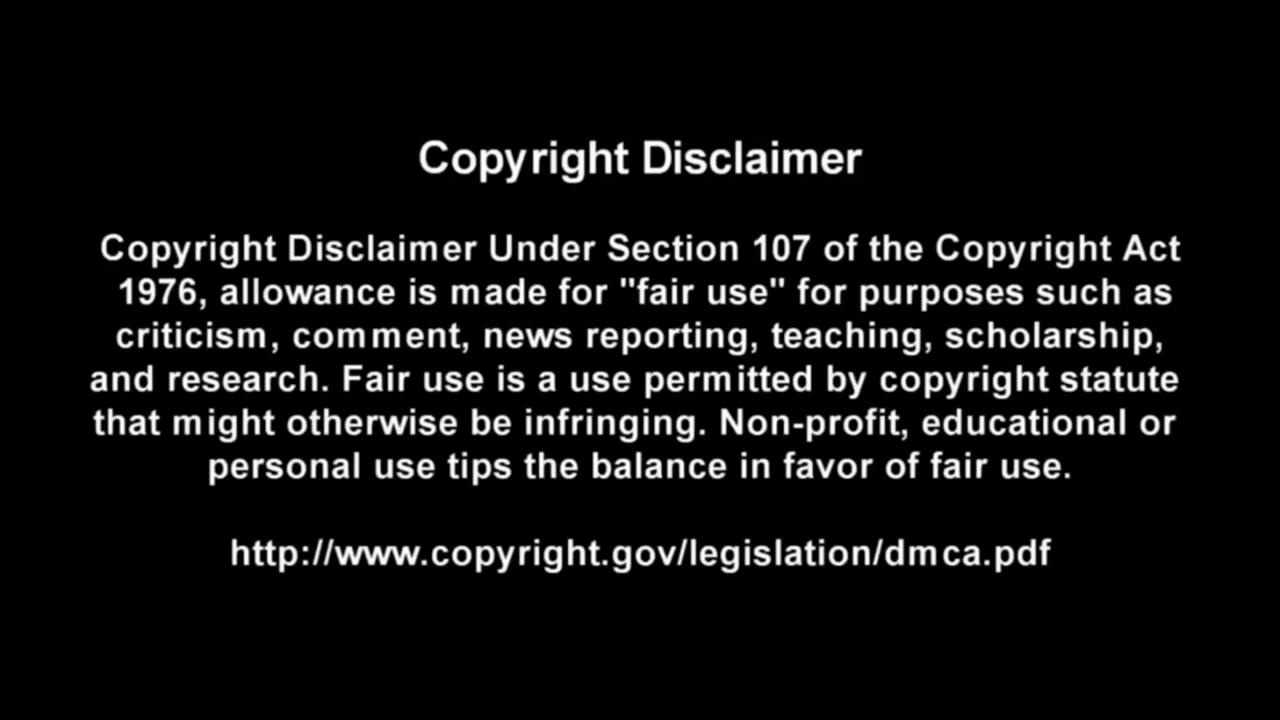 Copyright Disclaimer
Copyright Disclaimer Under Section 107 of the Copyright Act
1976, allowance is made for "fair use" for purposes such as
criticism, comment, news reporting, teaching, scholarship,
and research. Fair use is a use permitted by copyright statute
that might otherwise be infringing. Non-profit, educational or
personal use tips the balance in favor of fair use.
http://www.copyright.gov/legislation/dmca.pdf